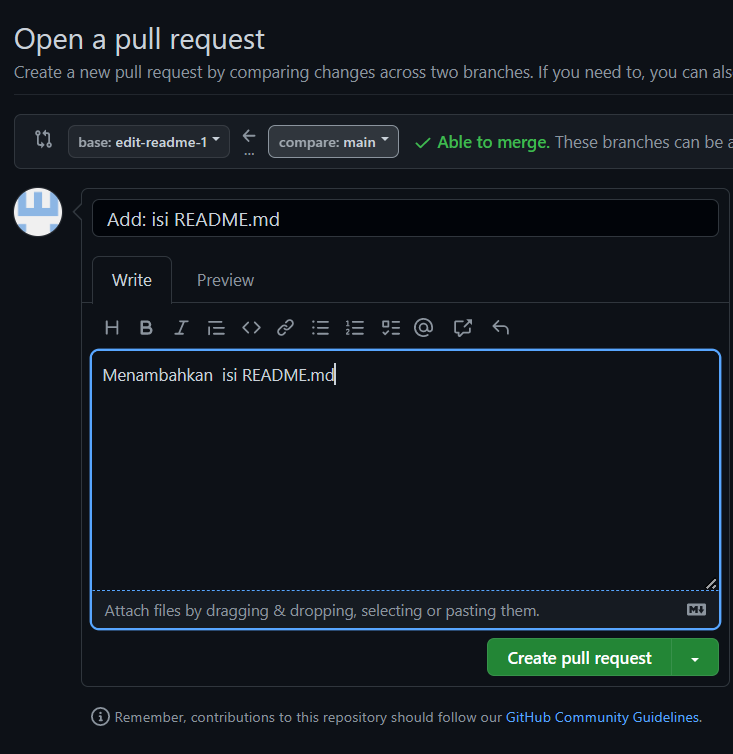 Open a pull request
Create a new pull request by comparing changes across two branches. If you need to, you can als
base: edit-readme-1 ... compare: main Able to merge. These branches can be a
Add: isi README.md
Write Preview
Menambahkan  isi README.md
Attach files by dragging & dropping, selecting or pasting them.
Create pull request
Remember, contributions to this repository should follow our GitHub Community Guidelines.